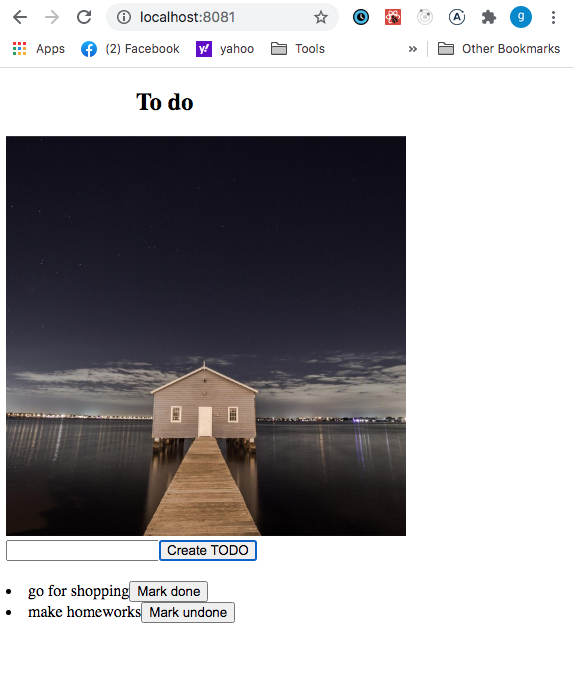 localhost:8081
Apps (2) Facebook y! yahoo Tools » Other Bookmarks
g
To do
Create TODO
go for shopping Mark done
make homeworks Mark undone